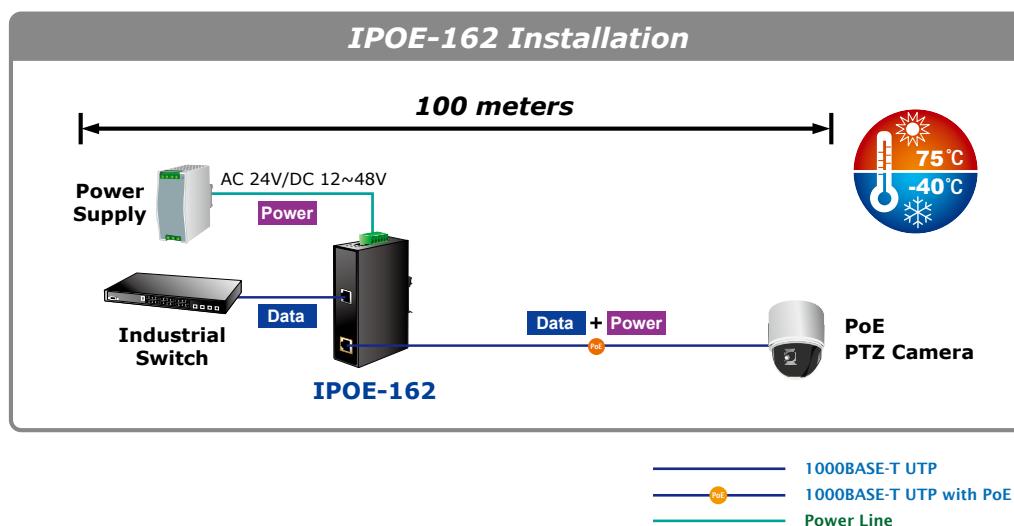 IPOE-162 Installation
100 meters
75°C
-40°C
Power
Supply
AC 24V/DC 12~48V
Power
Industrial
Switch
Data
IPOE-162
Data + Power
PoE
PoE
PTZ Camera
1000BASE-T UTP
PoE
1000BASE-T UTP with PoE
Power Line